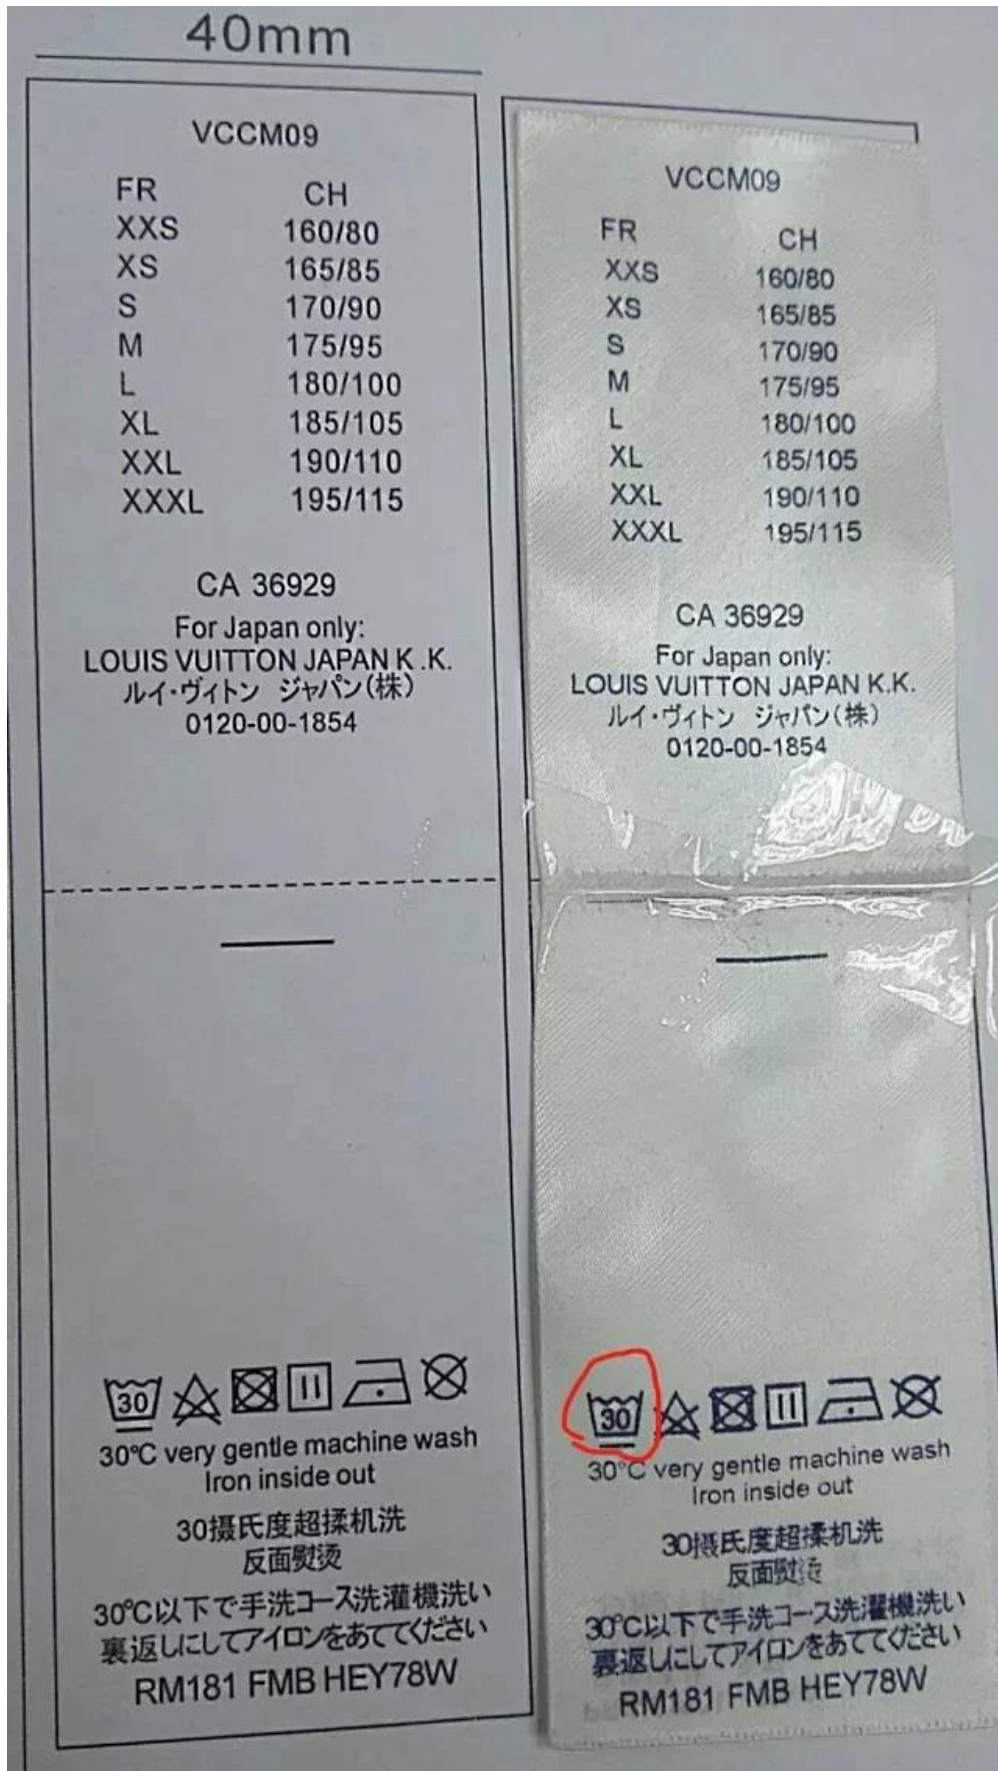 40mm
VCCM09
FR CH
XXS 160/80
XS 165/85
S 170/90
M 175/95
L 180/100
XL 185/105
XXL 190/110
XXXL 195/115
CA 36929
For Japan only:
LOUIS VUITTON JAPAN K .K.
ルイ・ヴィトン ジャパン(株)
0120-00-1854
30
30℃ very gentle machine wash
Iron inside out
30摄氏度超揉机洗
反面熨烫
30℃以下で手洗コース洗灌機洗い
裏返しにしてアイロンをあててください
RM181 FMB HEY78W
VCCM09
FR CH
XXS 160/80
XS 165/85
S 170/90
M 175/95
L 180/100
XL 185/105
XXL 190/110
XXXL 195/115
CA 36929
For Japan only:
LOUIS VUITTON JAPAN K.K.
ルイ・ヴィトン ジャパン(株)
0120-00-1854
30
30°C very gentle machine wash
Iron inside out
30摄氏度超柔机洗
反面熨烫
30℃以下で手洗コース洗濯機洗い
裏返しにしてアイロンをあててください
RM181 FMB HEY78W